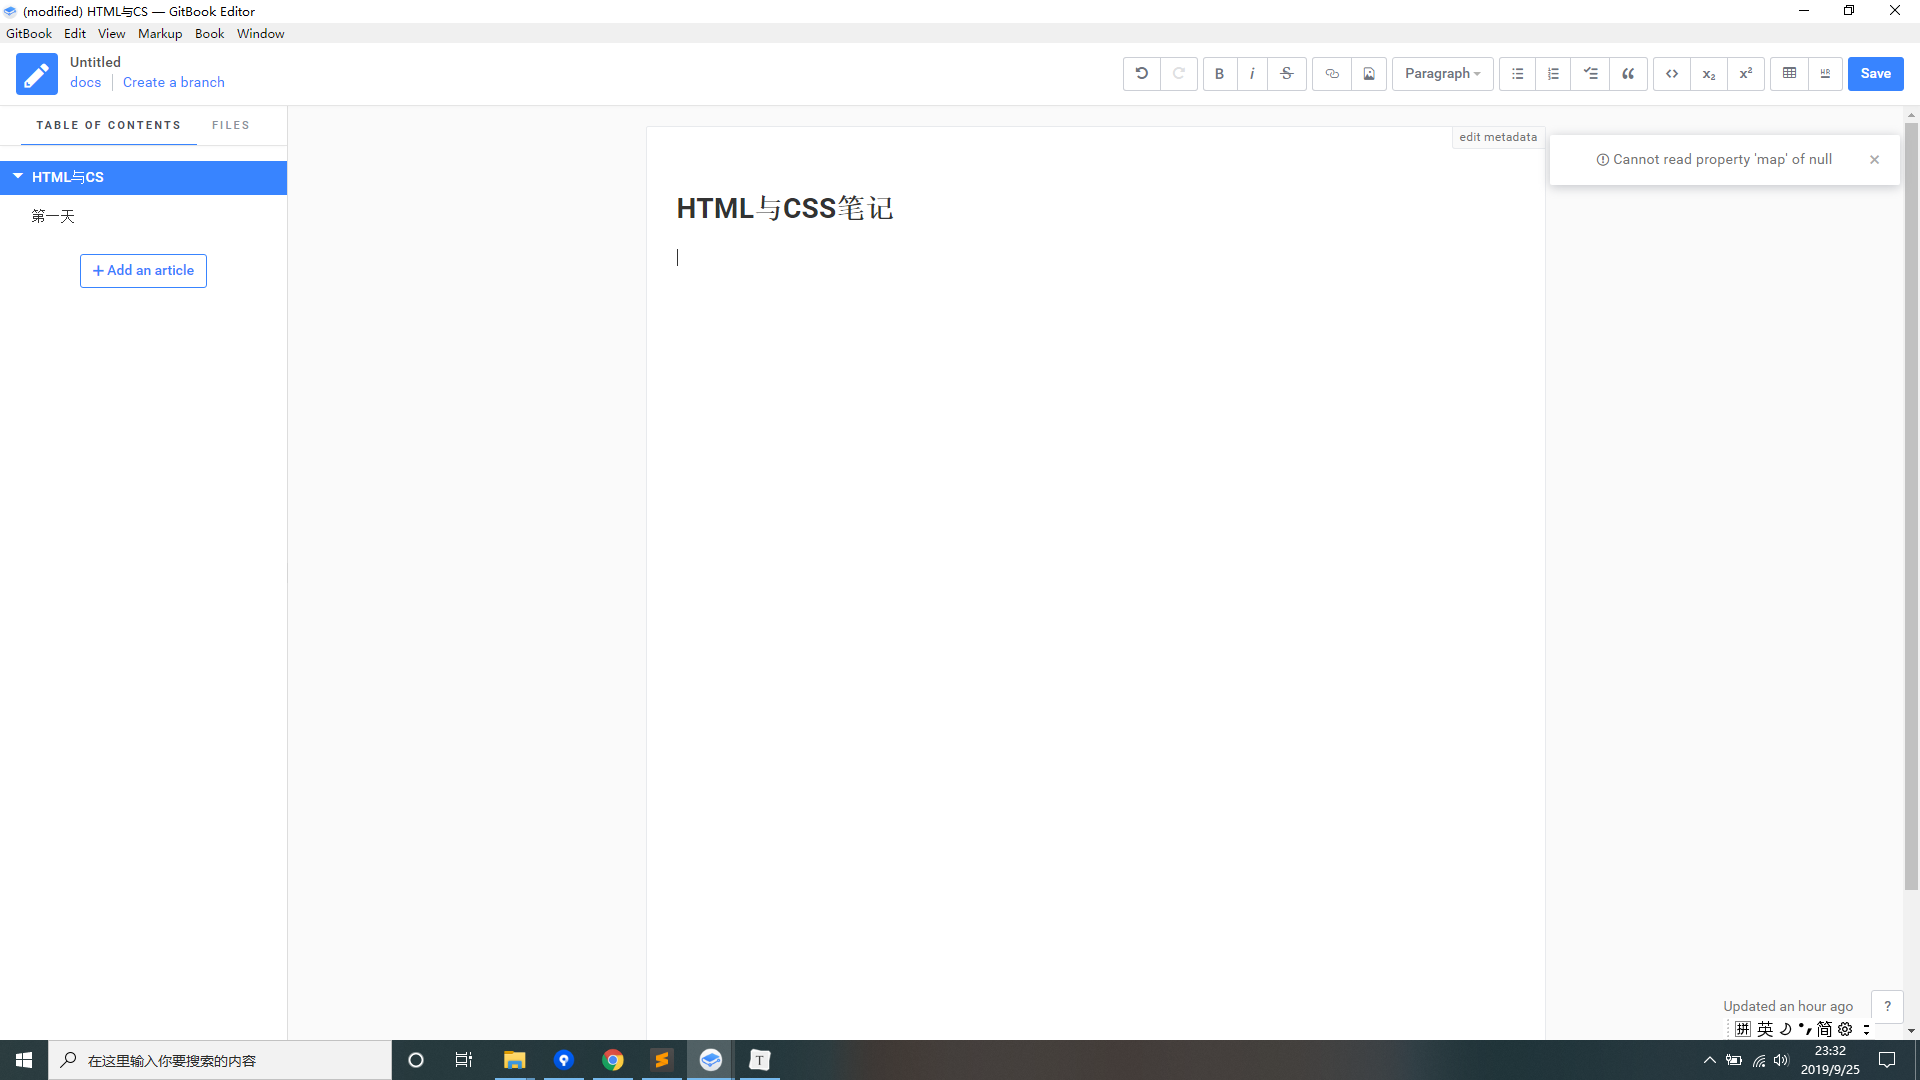 (modified) HTML与CS — GitBook Editor
GitBook Edit View Markup Book Window
Untitled
docs Create a branch
B i S Paragraph x₂ x² HR Save
TABLE OF CONTENTS FILES
edit metadata
Cannot read property 'map' of null
HTML与CS
HTML与CSS笔记
第一天
+ Add an article
Updated an hour ago ?
拼 英 简
在这里输入你要搜索的内容
T
23:32
2019/9/25